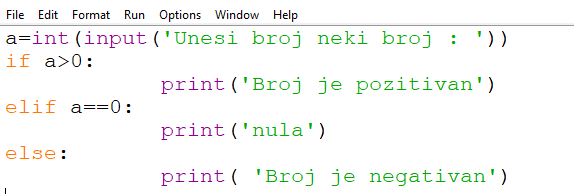 File Edit Format Run Options Window Help
a=int(input('Unesi broj neki broj : '))
if a>0:
            print('Broj je pozitivan')
elif a==0:
            print('nula')
else:
            print( 'Broj je negativan')